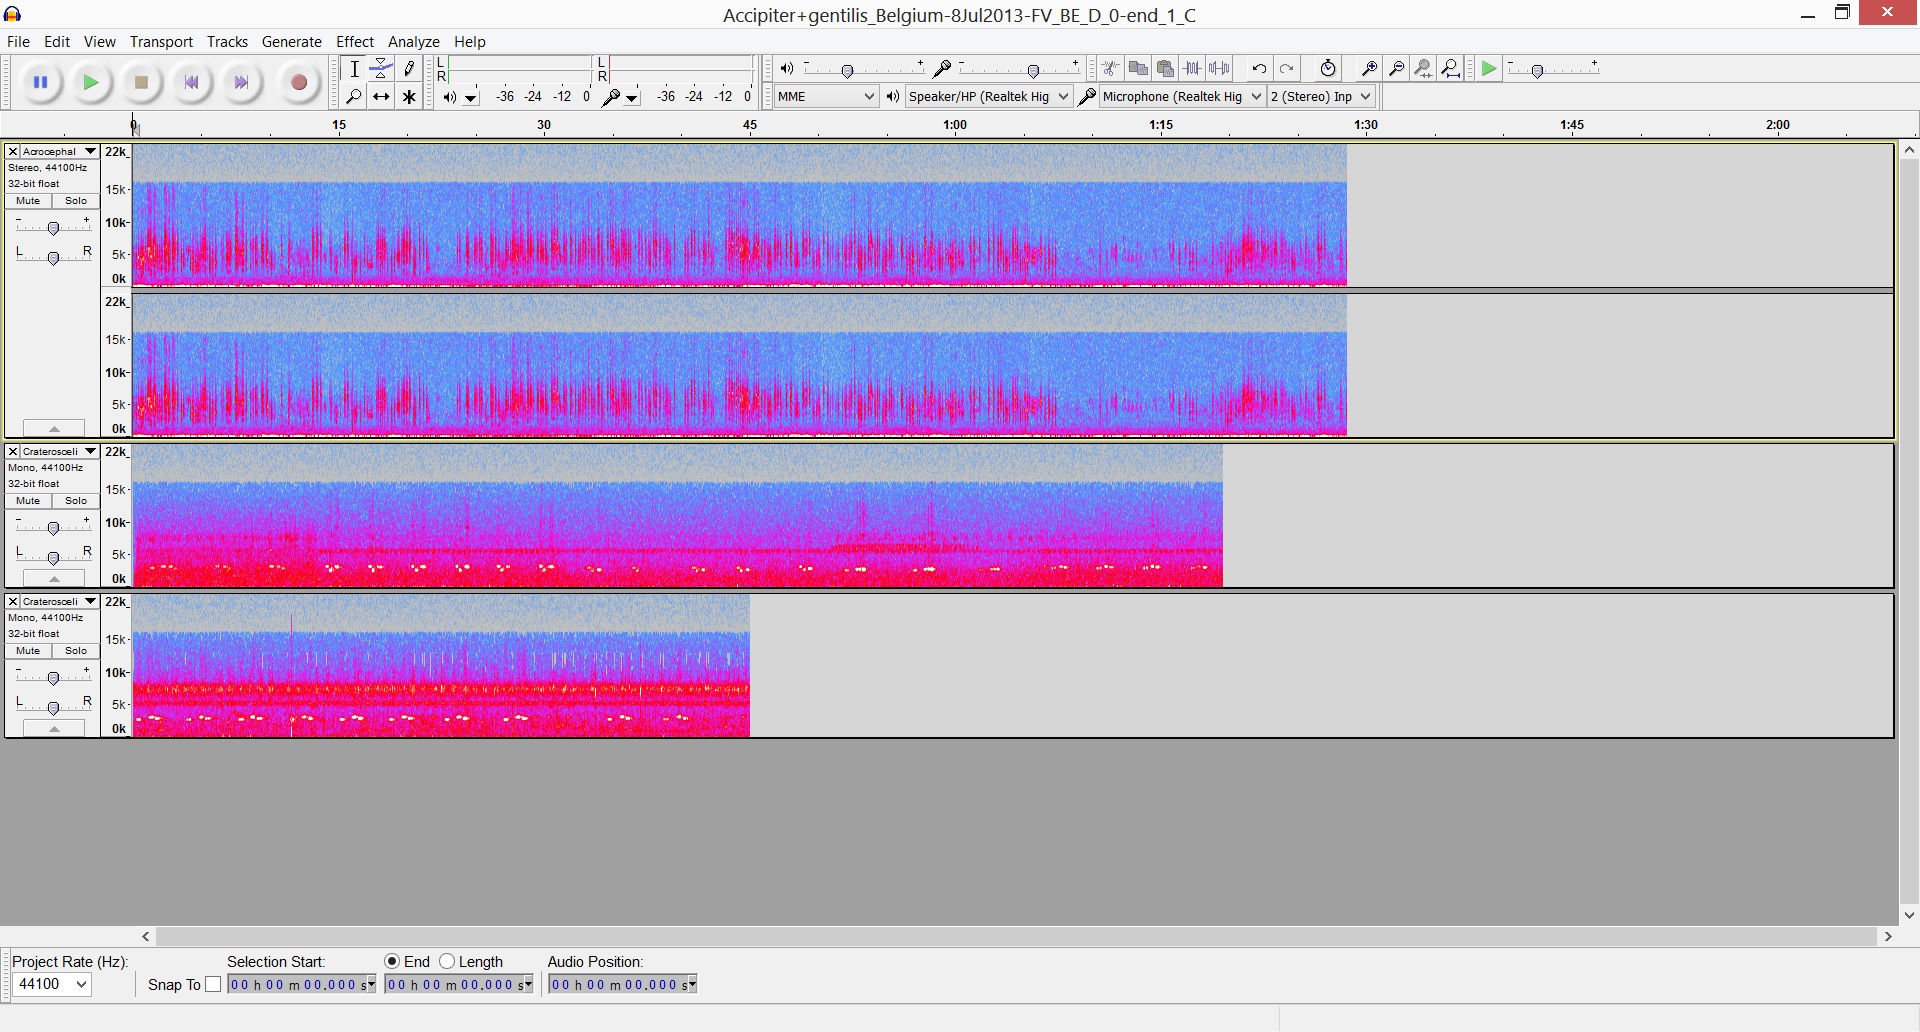 Accipiter+gentilis_Belgium-8Jul2013-FV_BE_D_0-end_1_C
File Edit View Transport Tracks Generate Effect Analyze Help
L
R
L
R
-36 -24 -12 0
-36 -24 -12 0
MME
Speaker/HP (Realtek Hig
Microphone (Realtek Hig
2 (Stereo) Inp
0 15 30 45 1:00 1:15 1:30 1:45 2:00
Acrocephal
Stereo, 44100Hz
32-bit float
Mute Solo
- +
L R
22k
15k
10k
5k
0k
22k
15k
10k
5k
0k
Craterosceli
Mono, 44100Hz
32-bit float
Mute Solo
- +
L R
22k
15k
10k
5k
0k
Craterosceli
Mono, 44100Hz
32-bit float
Mute Solo
- +
L R
22k
15k
10k
5k
0k
Project Rate (Hz):
44100
Snap To
Selection Start:
00 h 00 m 00.000 s
End Length
00 h 00 m 00.000 s
Audio Position:
00 h 00 m 00.000 s